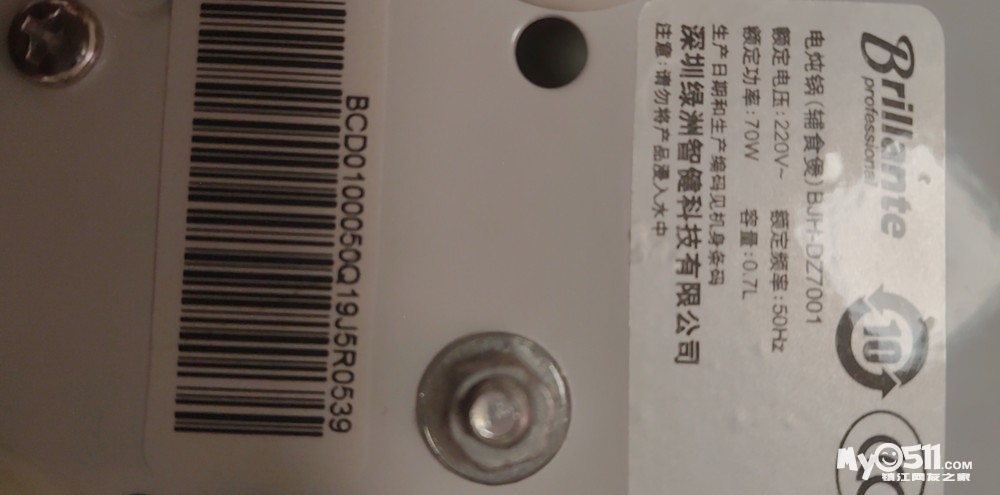 Brillante
professional
电炖锅(辅食煲)BJH-DZ7001
额定电压:220V~ 额定频率:50Hz
额定功率:70W 容量:0.7L
生产日期和生产编码见机身条码
深圳绿洲智健科技有限公司
注意:请勿将产品浸入水中
10
BCD0100050Q19J5R0539
My0511.COM
镇江网友之家